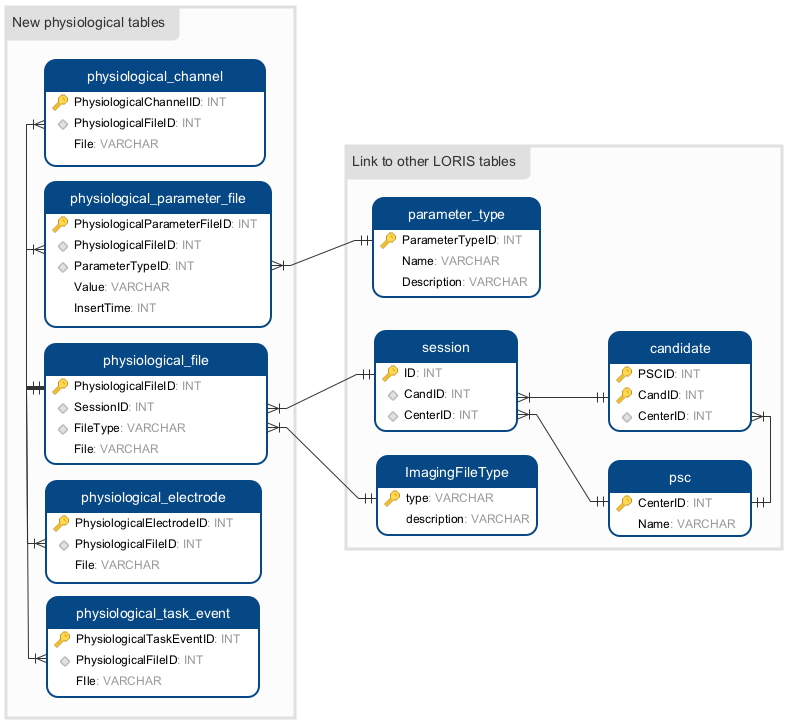 New physiological tables
physiological_channel
PhysiologicalChannelID: INT
PhysiologicalFileID: INT
File: VARCHAR
physiological_parameter_file
PhysiologicalParameterFileID: INT
PhysiologicalFileID: INT
ParameterTypeID: INT
Value: VARCHAR
InsertTime: INT
physiological_file
PhysiologicalFileID: INT
SessionID: INT
FileType: VARCHAR
File: VARCHAR
physiological_electrode
PhysiologicalElectrodeID: INT
PhysiologicalFileID: INT
File: VARCHAR
physiological_task_event
PhysiologicalTaskEventID: INT
PhysiologicalFileID: INT
FIle: VARCHAR
Link to other LORIS tables
parameter_type
ParameterTypeID: INT
Name: VARCHAR
Description: VARCHAR
session
ID: INT
CandID: INT
CenterID: INT
candidate
PSCID: INT
CandID: INT
CenterID: INT
ImagingFileType
type: VARCHAR
description: VARCHAR
psc
CenterID: INT
Name: VARCHAR